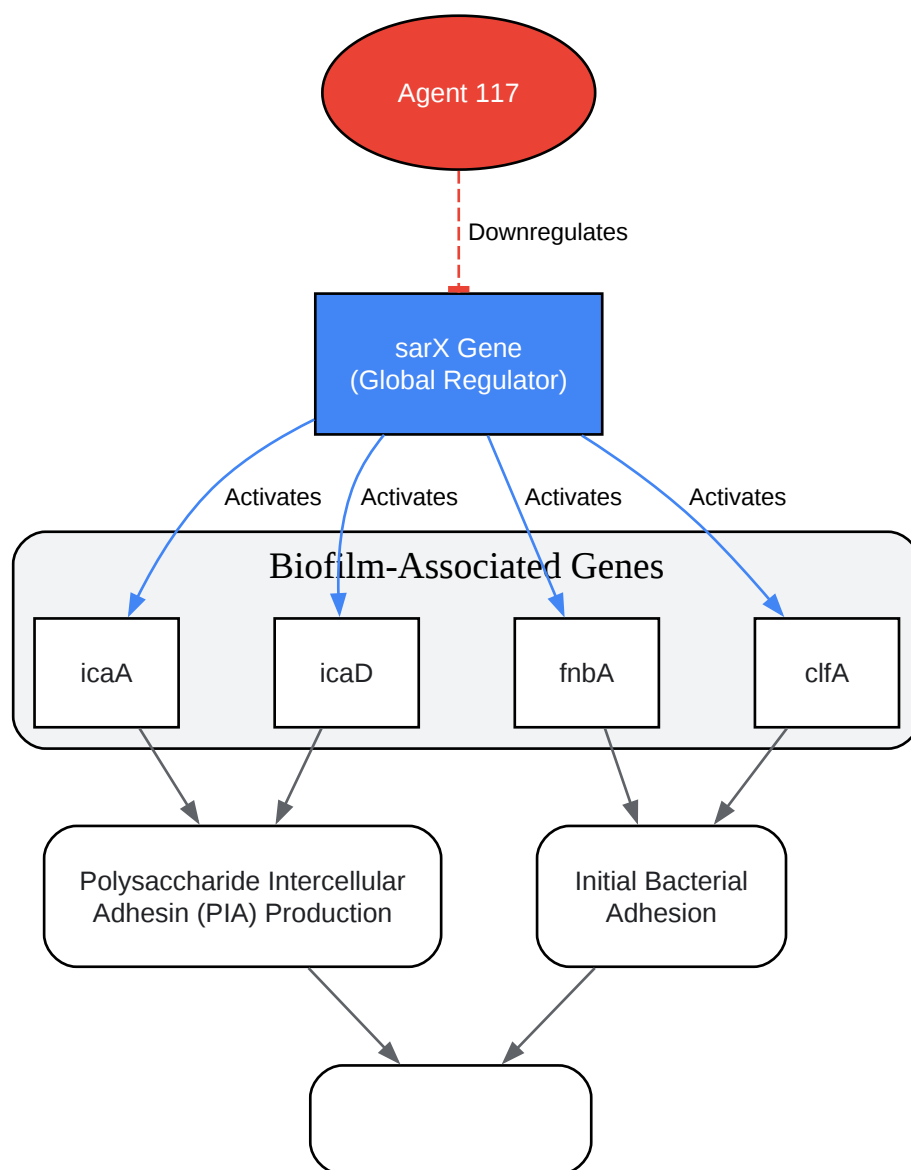 Agent 117
Downregulates
sarX Gene
(Global Regulator)
Activates
Activates
Activates
Activates
Biofilm-Associated Genes
icaA
icaD
fnbA
clfA
Polysaccharide Intercellular
Adhesin (PIA) Production
Initial Bacterial
Adhesion